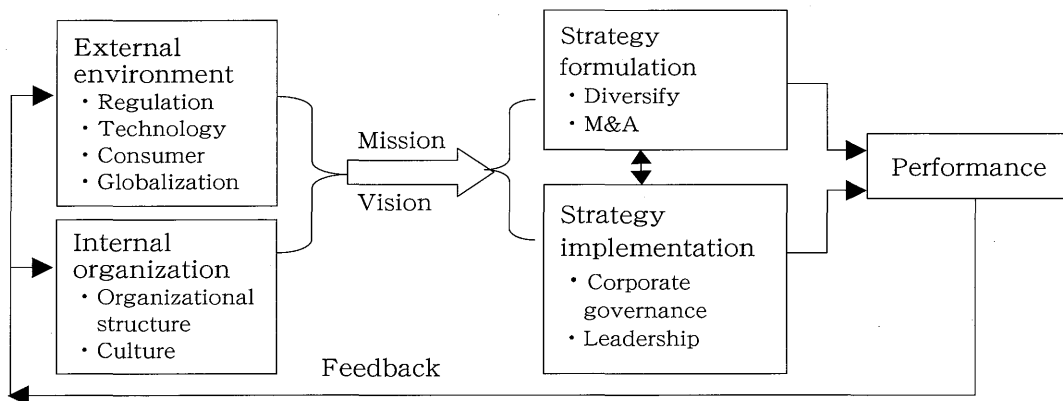 External
environment
・Regulation
・Technology
・Consumer
・Globalization
Internal
organization
・Organizational
structure
・Culture
Mission
Vision
Strategy
formulation
・Diversify
・M&A
Strategy
implementation
・Corporate
governance
・Leadership
Performance
Feedback